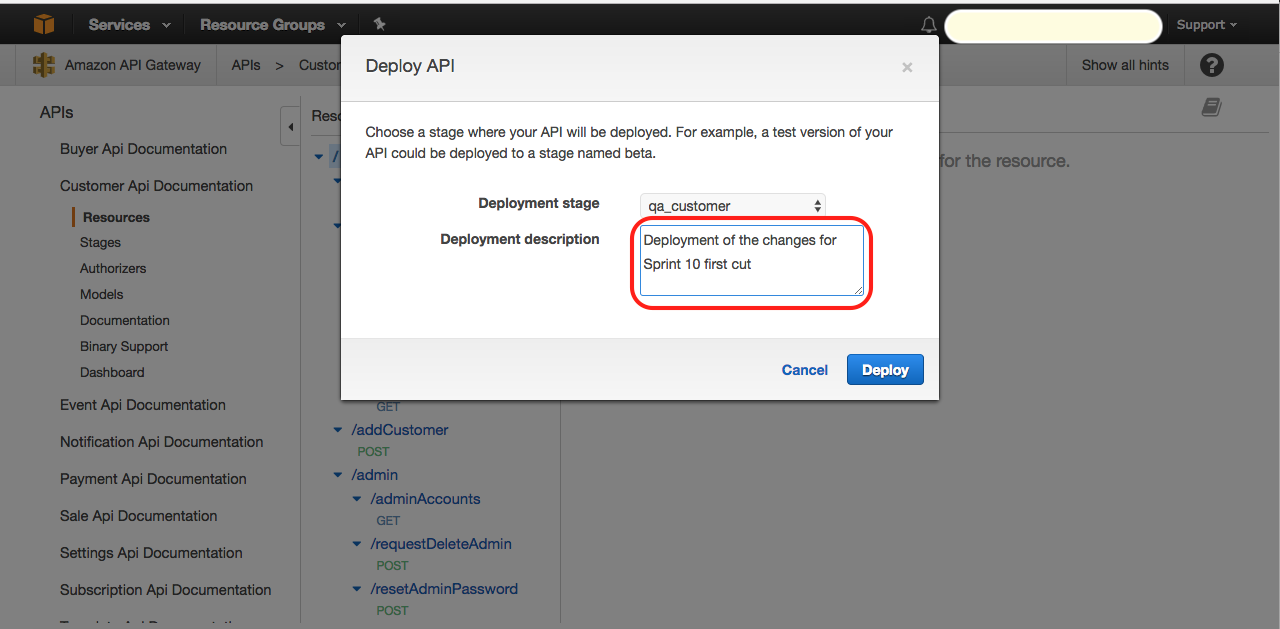 Services
Resource Groups
Support
Amazon API Gateway
APIs
>
Show all hints
?
APIs
Buyer Api Documentation
Customer Api Documentation
Resources
Stages
Authorizers
Models
Documentation
Binary Support
Dashboard
Event Api Documentation
Notification Api Documentation
Payment Api Documentation
Sale Api Documentation
Settings Api Documentation
Subscription Api Documentation
/
Deploy API
×
Choose a stage where your API will be deployed. For example, a test version of your
API could be deployed to a stage named beta.
Deployment stage
qa_customer
Deployment description
Deployment of the changes for
Sprint 10 first cut
Cancel
Deploy
for the resource.
GET
/addCustomer
POST
/admin
/adminAccounts
GET
/requestDeleteAdmin
POST
/resetAdminPassword
POST